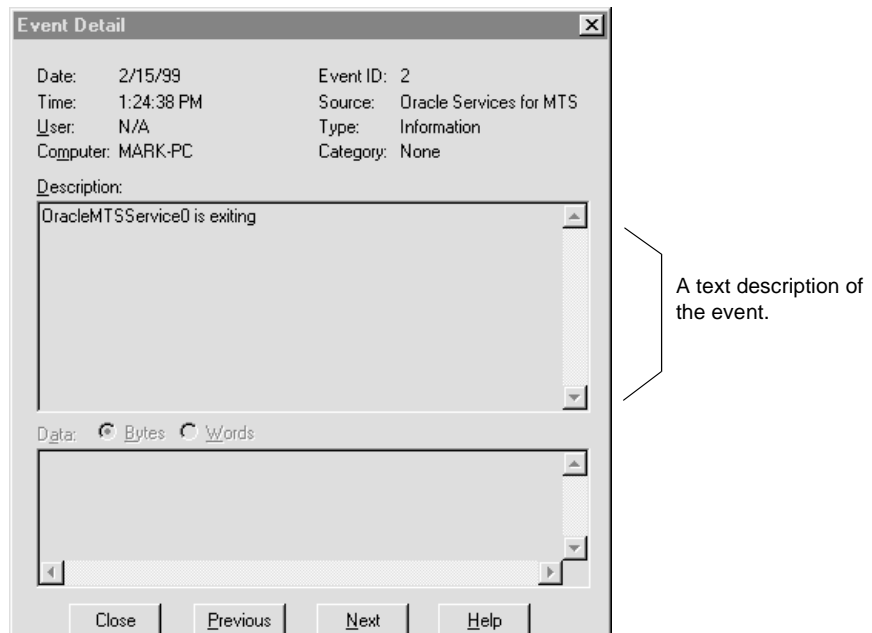 Event Detail
Date: 2/15/99 Event ID: 2
Time: 1:24:38 PM Source: Oracle Services for MTS
User: N/A Type: Information
Computer: MARK-PC Category: None
Description:
OracleMTSService0 is exiting
A text description of
the event.
Data: Bytes Words
Close Previous Next Help